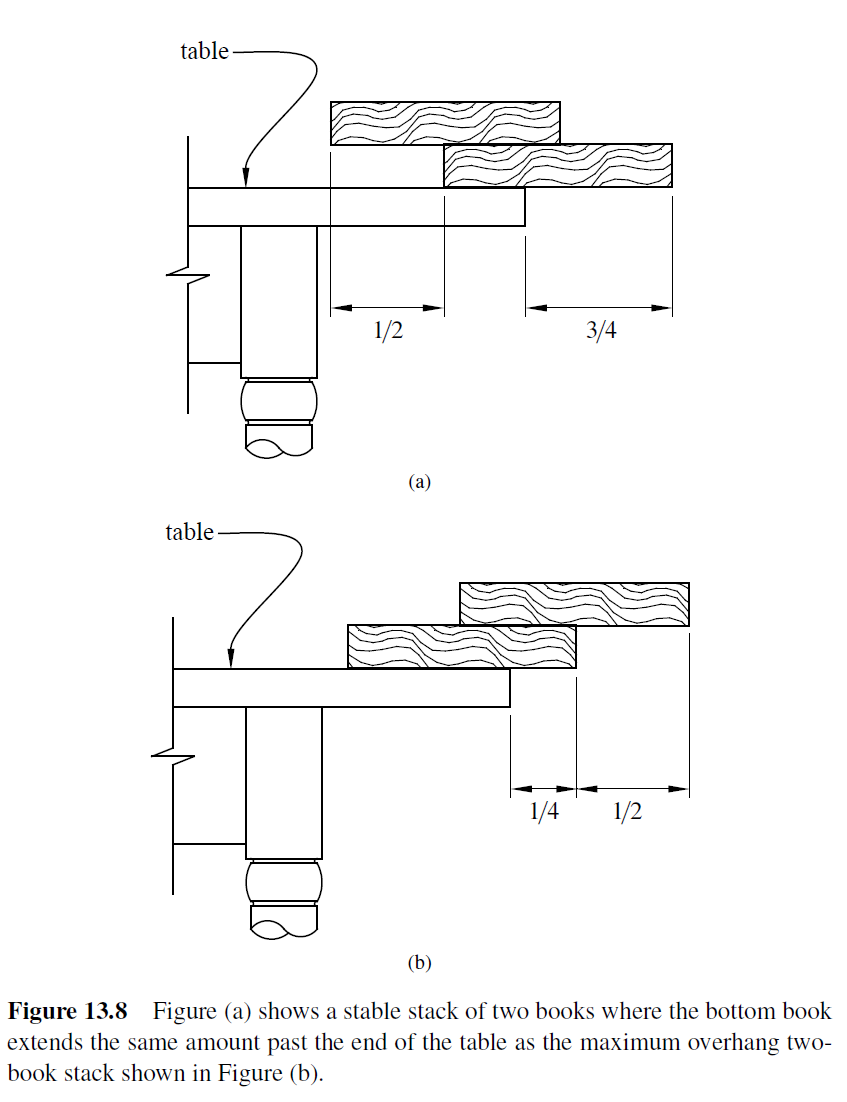 table
1/2
3/4
(a)
table
1/4
1/2
(b)
Figure 13.8 Figure (a) shows a stable stack of two books where the bottom book
extends the same amount past the end of the table as the maximum overhang two-
book stack shown in Figure (b).